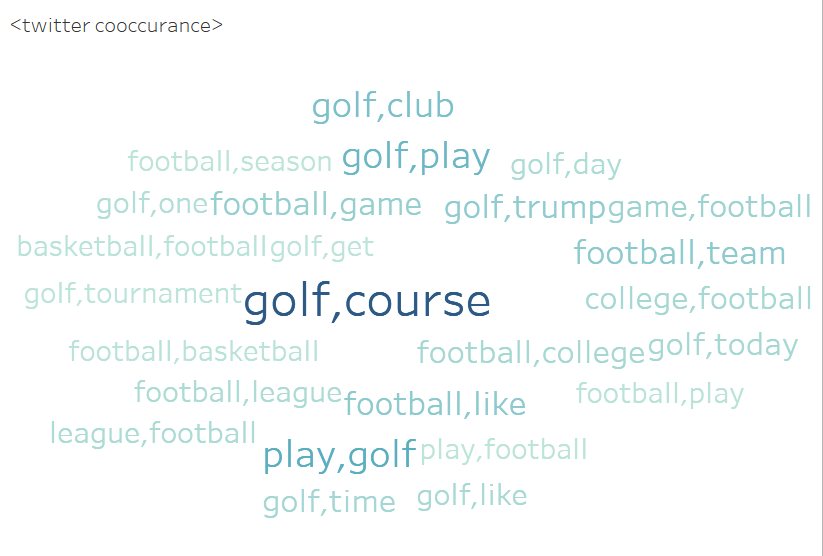 <twitter cooccurance>
golf,club
football,season golf,play golf,day
golf,one football,game golf,trump game,football
basketball,football golf,get football,team
golf,tournament golf,course college,football
football,basketball football,college golf,today
football,league football,like football,play
league,football play,golf play,football
golf,time golf,like